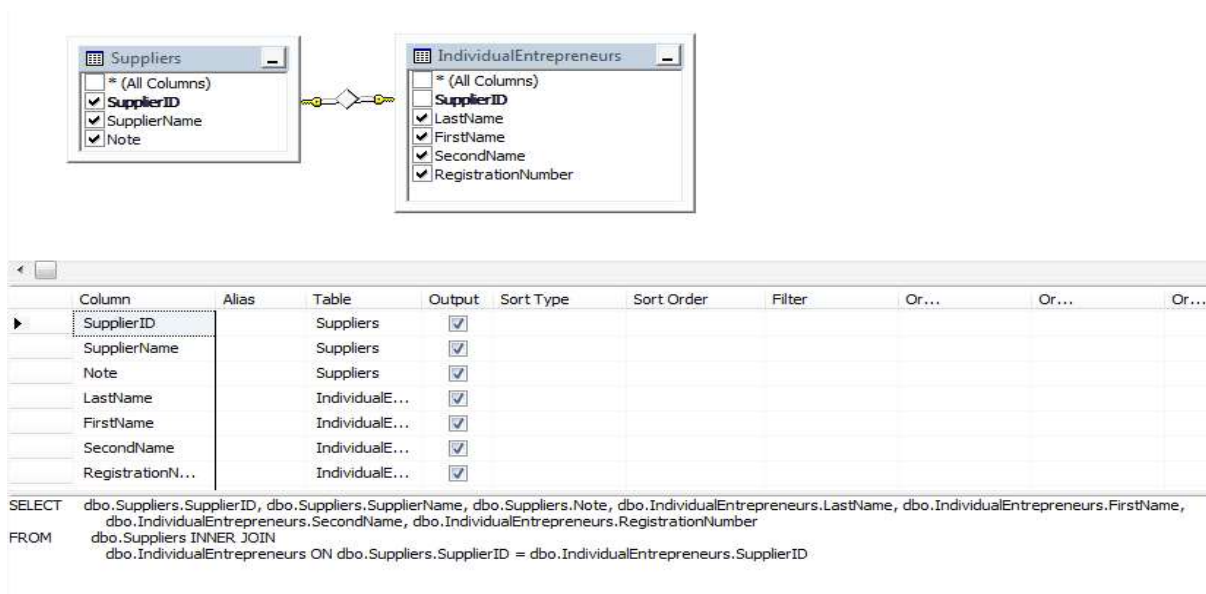 Suppliers
* (All Columns)
SupplierID
SupplierName
Note
IndividualEntrepreneurs
* (All Columns)
SupplierID
LastName
FirstName
SecondName
RegistrationNumber
Column Alias Table Output Sort Type Sort Order Filter Or... Or... Or...
SupplierID Suppliers
SupplierName Suppliers
Note Suppliers
LastName IndividualE...
FirstName IndividualE...
SecondName IndividualE...
RegistrationN... IndividualE...
SELECT dbo.Suppliers.SupplierID, dbo.Suppliers.SupplierName, dbo.Suppliers.Note, dbo.IndividualEntrepreneurs.LastName, dbo.IndividualEntrepreneurs.FirstName,
dbo.IndividualEntrepreneurs.SecondName, dbo.IndividualEntrepreneurs.RegistrationNumber
FROM dbo.Suppliers INNER JOIN
dbo.IndividualEntrepreneurs ON dbo.Suppliers.SupplierID = dbo.IndividualEntrepreneurs.SupplierID